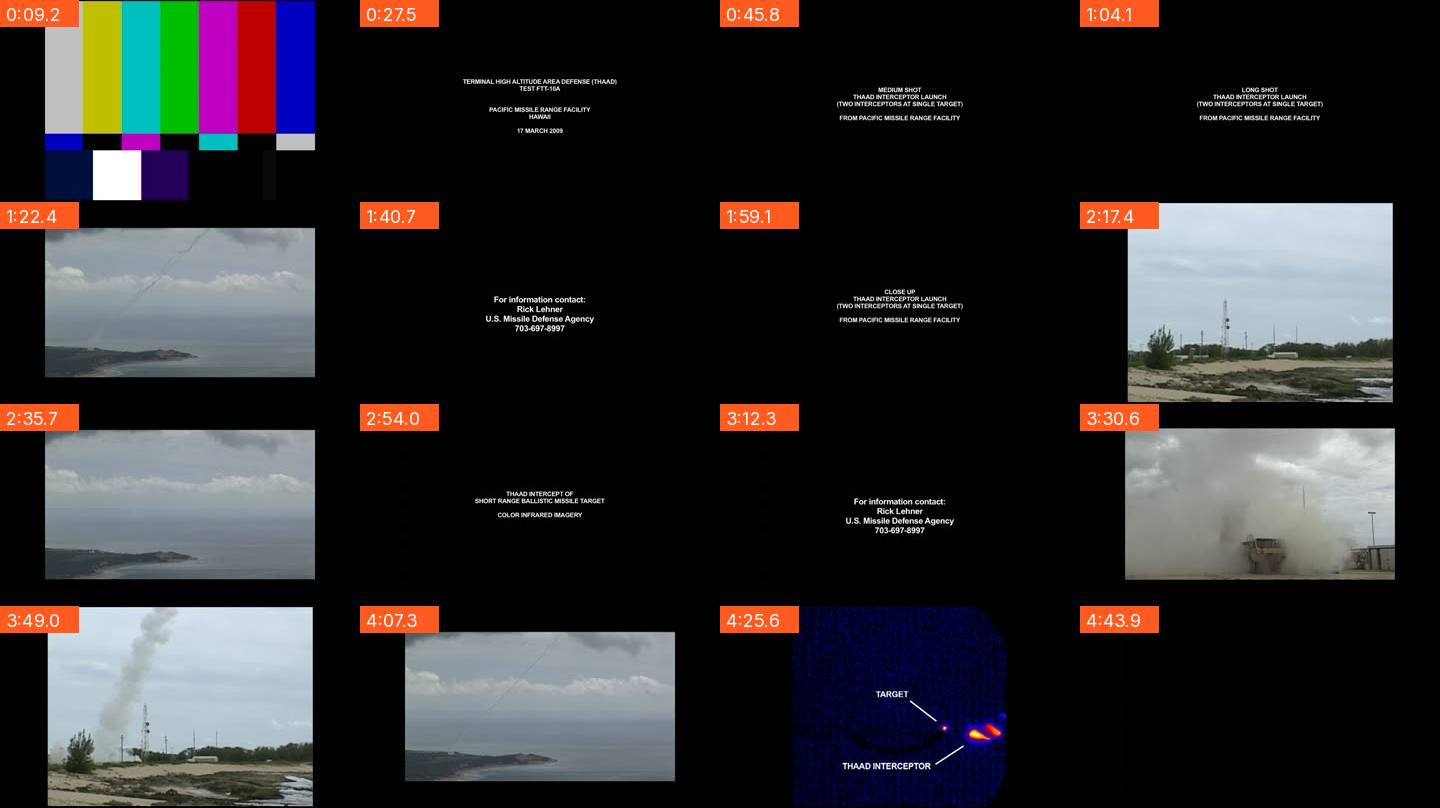 0:09.2
0:27.5
0:45.8
1:04.1
TERMINAL HIGH ALTITUDE AREA DEFENSE (THAAD)
TEST FTT-10A
PACIFIC MISSILE RANGE FACILITY
HAWAII
17 MARCH 2009
MEDIUM SHOT
THAAD INTERCEPTOR LAUNCH
(TWO INTERCEPTORS AT SINGLE TARGET)
FROM PACIFIC MISSILE RANGE FACILITY
LONG SHOT
THAAD INTERCEPTOR LAUNCH
(TWO INTERCEPTORS AT SINGLE TARGET)
FROM PACIFIC MISSILE RANGE FACILITY
1:22.4
1:40.7
1:59.1
2:17.4
For information contact:
Rick Lehner
U.S. Missile Defense Agency
703-697-8997
CLOSE UP
THAAD INTERCEPTOR LAUNCH
(TWO INTERCEPTORS AT SINGLE TARGET)
FROM PACIFIC MISSILE RANGE FACILITY
2:35.7
2:54.0
3:12.3
3:30.6
THAAD INTERCEPT OF
SHORT RANGE BALLISTIC MISSILE TARGET
COLOR INFRARED IMAGERY
For information contact:
Rick Lehner
U.S. Missile Defense Agency
703-697-8997
3:49.0
4:07.3
4:25.6
4:43.9
TARGET
THAAD INTERCEPTOR